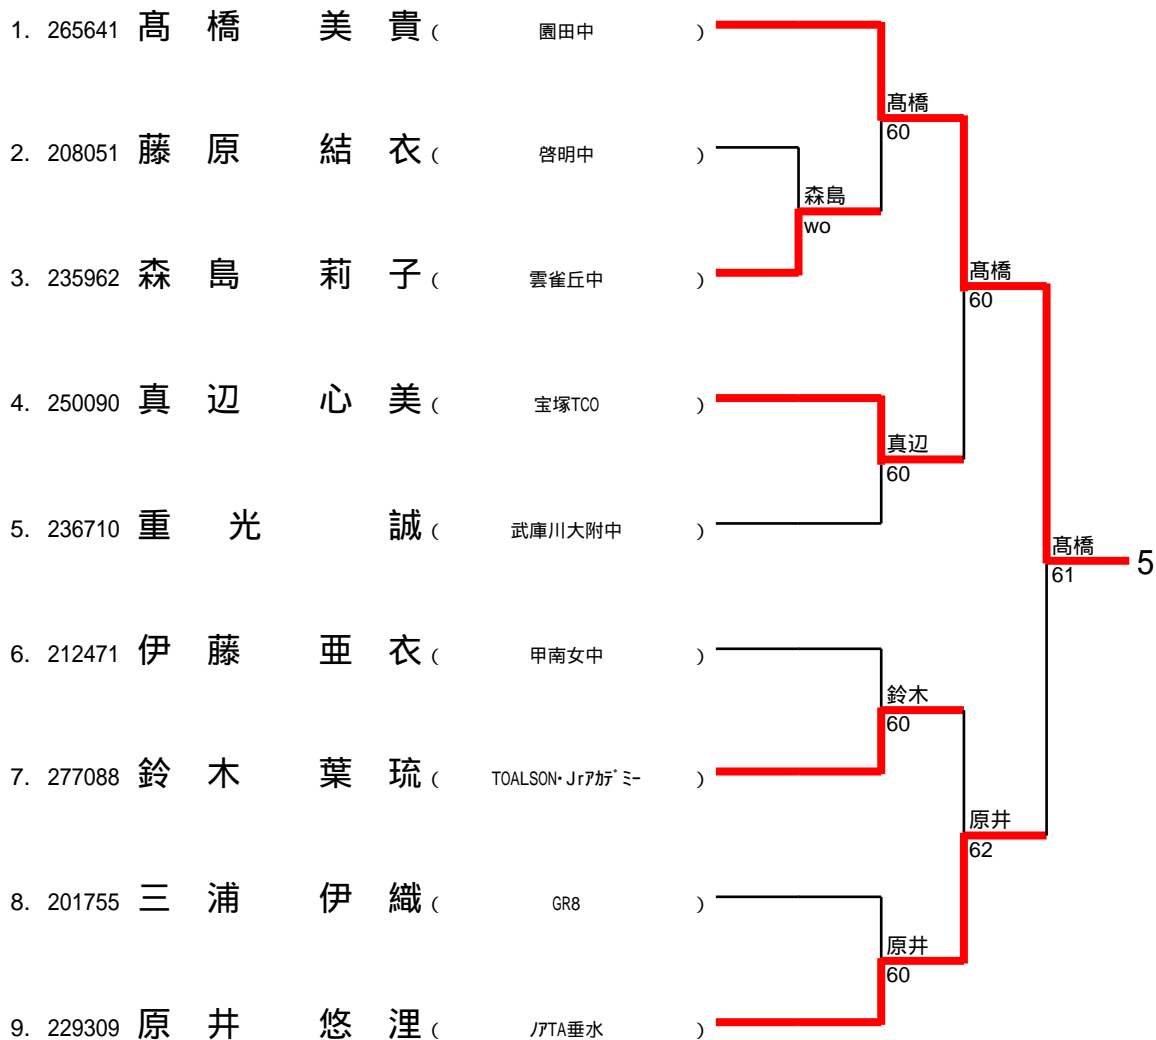 1. 265641 髙 橋 美 貴 ( 園田中 )
髙橋
60
2. 208051 藤 原 結 衣 ( 啓明中 )
森島
wo
3. 235962 森 島 莉 子 ( 雲雀丘中 )
髙橋
60
4. 250090 真 辺 心 美 ( 宝塚TCO )
真辺
60
5. 236710 重 光 誠 ( 武庫川大附中 )
髙橋
61
5
6. 212471 伊 藤 亜 衣 ( 甲南女中 )
鈴木
60
7. 277088 鈴 木 葉 琉 ( TOALSON・Jrｱｶﾃﾞﾐｰ )
原井
62
8. 201755 三 浦 伊 織 ( GR8 )
原井
60
9. 229309 原 井 悠 浬 ( ﾉｱTA垂水 )